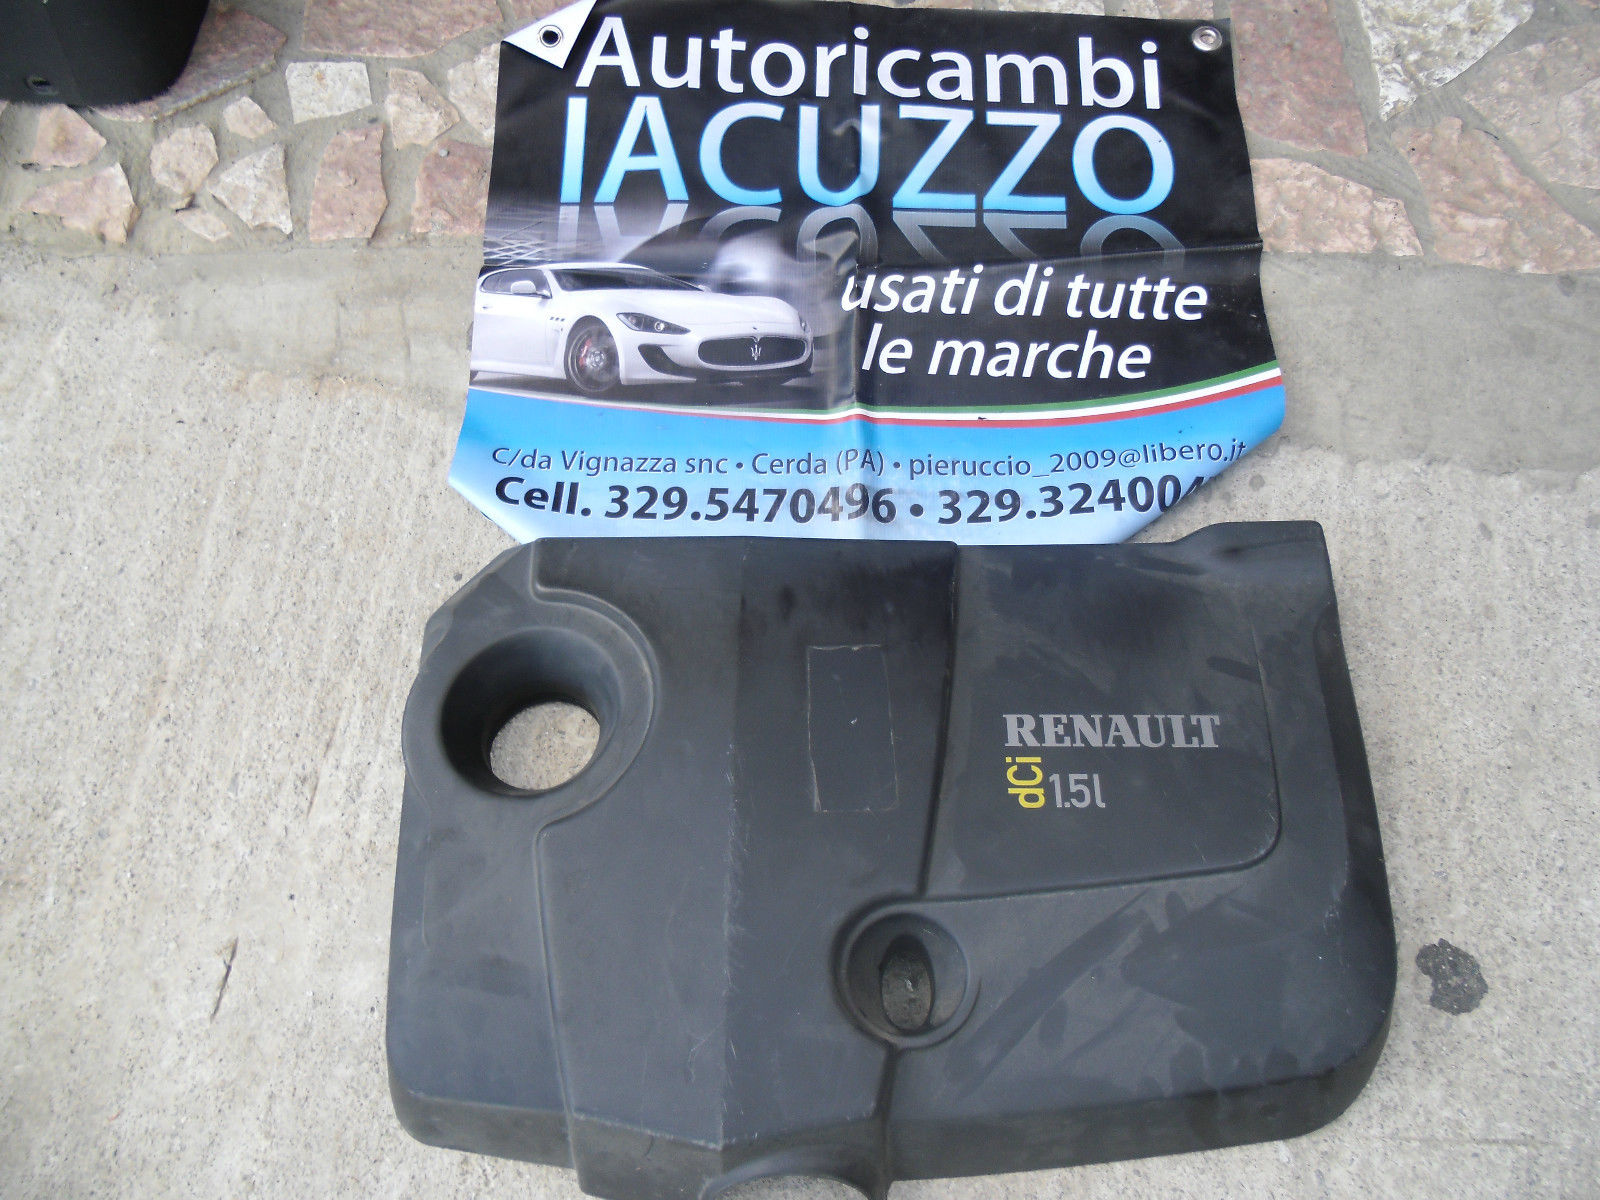 Autoricambi
IACUZZO
usati di tutte
le marche
C/da Vignazza snc • Cerda (PA) • pieruccio_2009@libero.it
Cell. 329.5470496 • 329.324004
RENAULT
dCi 1.5l